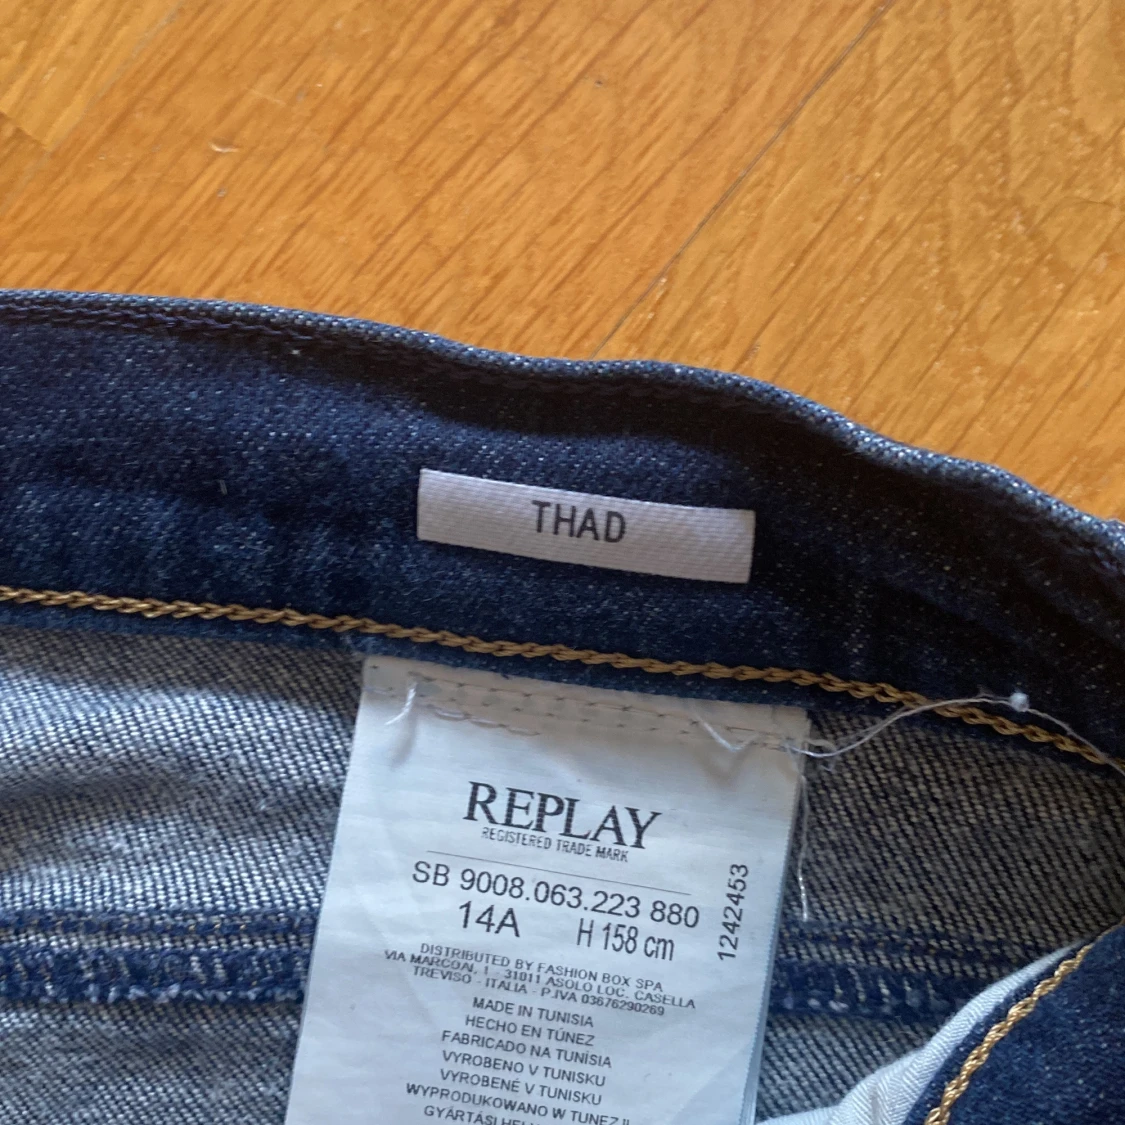 THAD
REPLAY
REGISTERED TRADE MARK
SB 9008.063.223 880
14A H 158 cm
1242453
DISTRIBUTED BY FASHION BOX SPA
VIA MARCONI, 1 - 31011 ASOLO LOC. CASELLA
TREVISO - ITALIA - P.IVA 03676290269
MADE IN TUNISIA
HECHO EN TÚNEZ
FABRICADO NA TUNÍSIA
VYROBENO V TUNISKU
VYROBENÉ V TUNISKU
WYPRODUKOWANO W TUNEZJI
GYÁRTÁSI